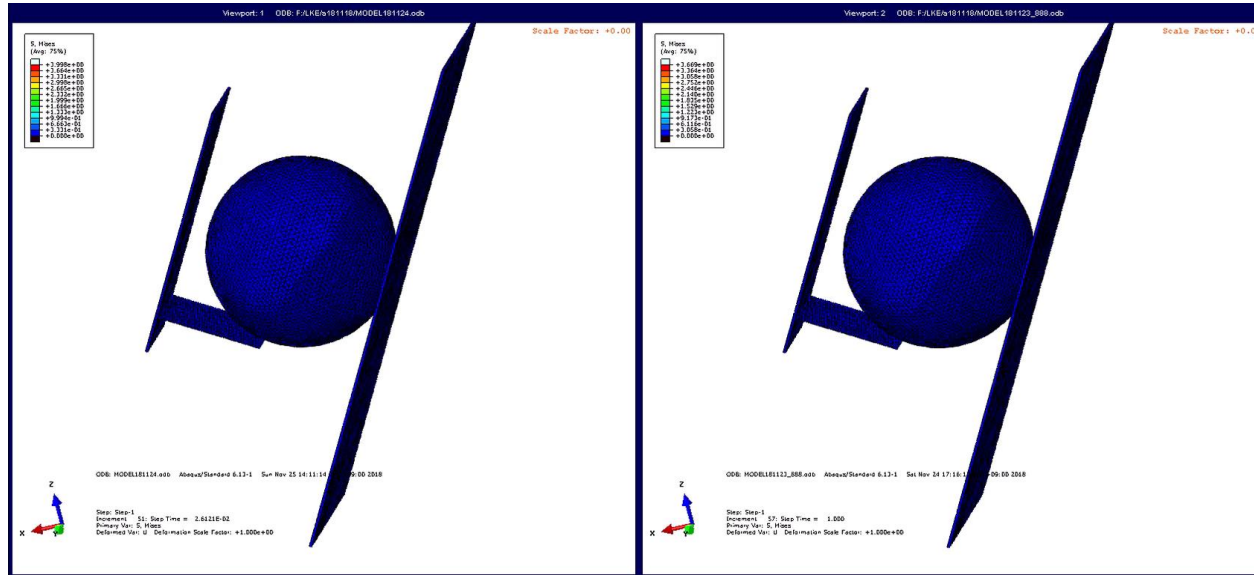 Viewport: 1 ODB: F:/LKE/a181118/MODEL181124.odb
Scale Factor: +0.00
S, Mises
(Avg: 75%)
+3.998e+00
+3.664e+00
+3.331e+00
+2.998e+00
+2.665e+00
+2.332e+00
+1.999e+00
+1.666e+00
+1.333e+00
+9.994e-01
+6.663e-01
+3.331e-01
+0.000e+00
ODB: MODEL181124.odb Abaqus/Standard 6.13-1 Sun Nov 25 14:11:14 2018
Z
X
Y
Step: Step-1
Increment 51: Step Time = 2.6121E-02
Primary Var: S, Mises
Deformed Var: U Deformation Scale Factor: +1.000e+00
Viewport: 2 ODB: F:/LKE/a181118/MODEL181123_888.odb
Scale Factor: +0.0
S, Mises
(Avg: 75%)
+3.669e+00
+3.364e+00
+3.058e+00
+2.752e+00
+2.446e+00
+2.140e+00
+1.835e+00
+1.529e+00
+1.223e+00
+9.173e-01
+6.116e-01
+3.058e-01
+0.000e+00
ODB: MODEL181123_888.odb Abaqus/Standard 6.13-1 Sat Nov 24 17:16:1 +09:00 2018
Z
X
Y
Step: Step-1
Increment 57: Step Time = 1.000
Primary Var: S, Mises
Deformed Var: U Deformation Scale Factor: +1.000e+00